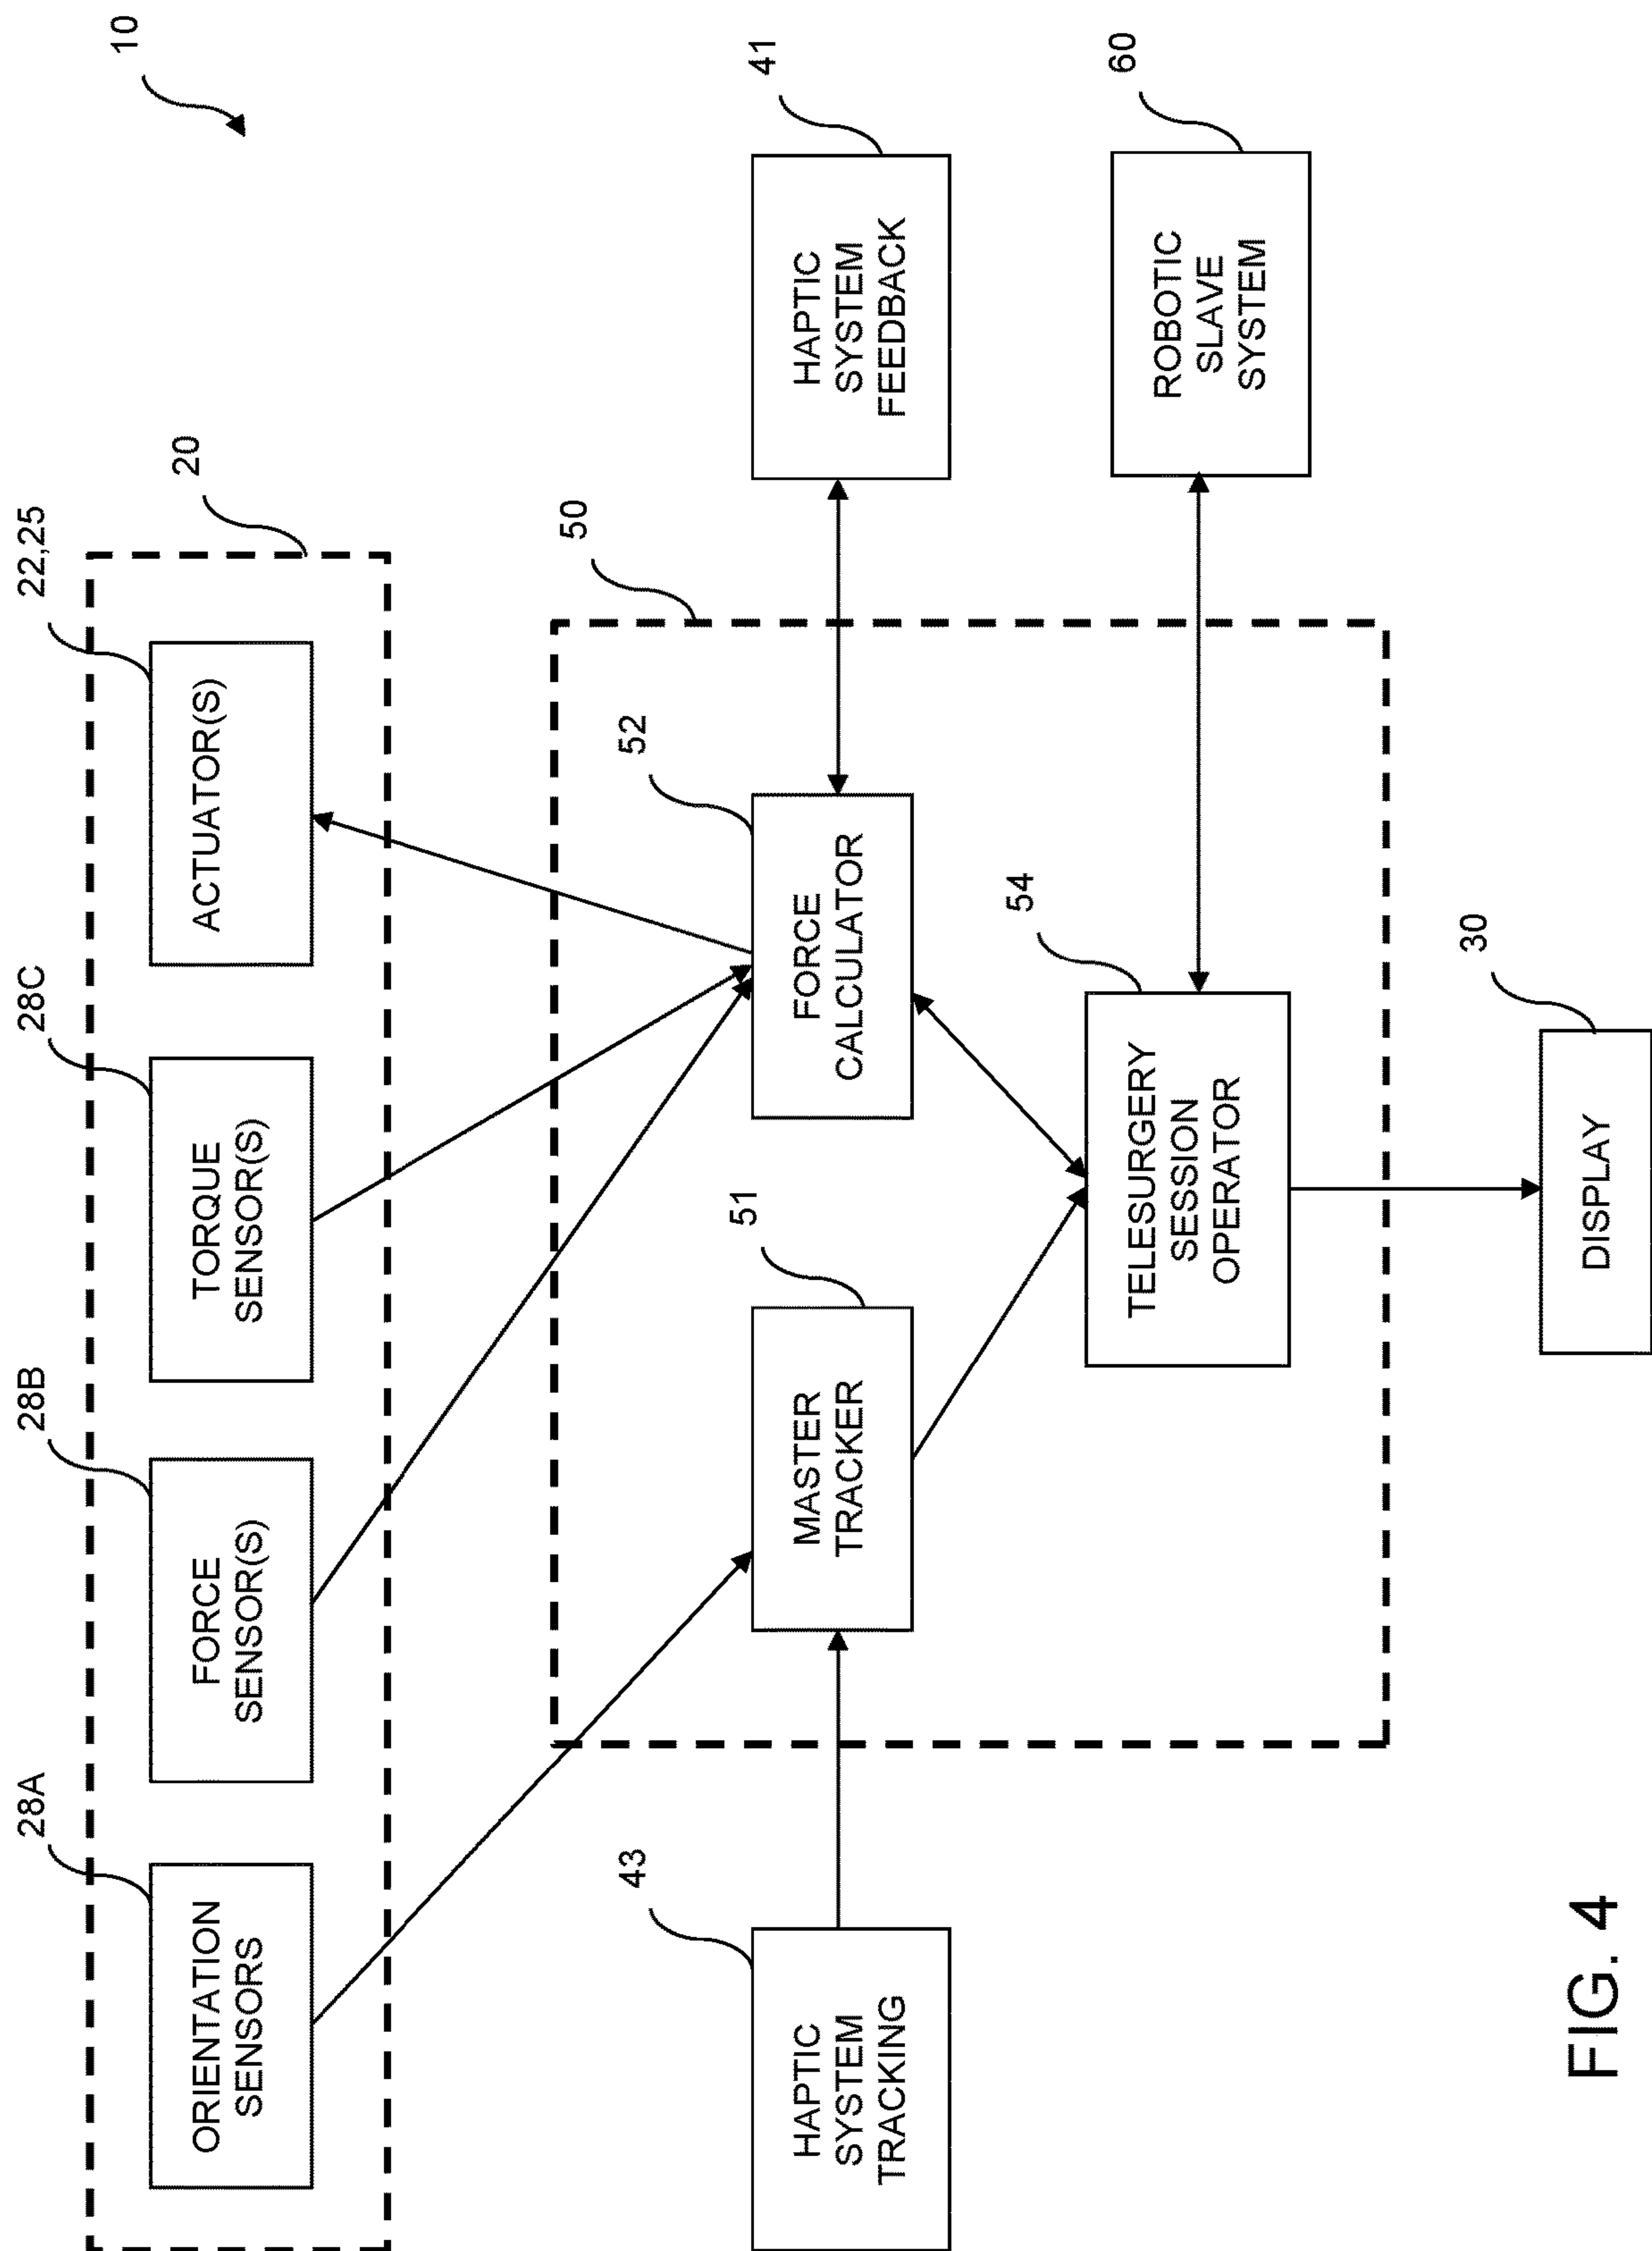 10
22,25
20
28C
28B
28A
ORIENTATION
SENSORS
FORCE
SENSOR(S)
TORQUE
SENSOR(S)
ACTUATOR(S)
50
43
HAPTIC
SYSTEM
TRACKING
51
MASTER
TRACKER
52
FORCE
CALCULATOR
41
HAPTIC
SYSTEM
FEEDBACK
54
TELESURGERY
SESSION
OPERATOR
60
ROBOTIC
SLAVE
SYSTEM
30
DISPLAY
FIG. 4